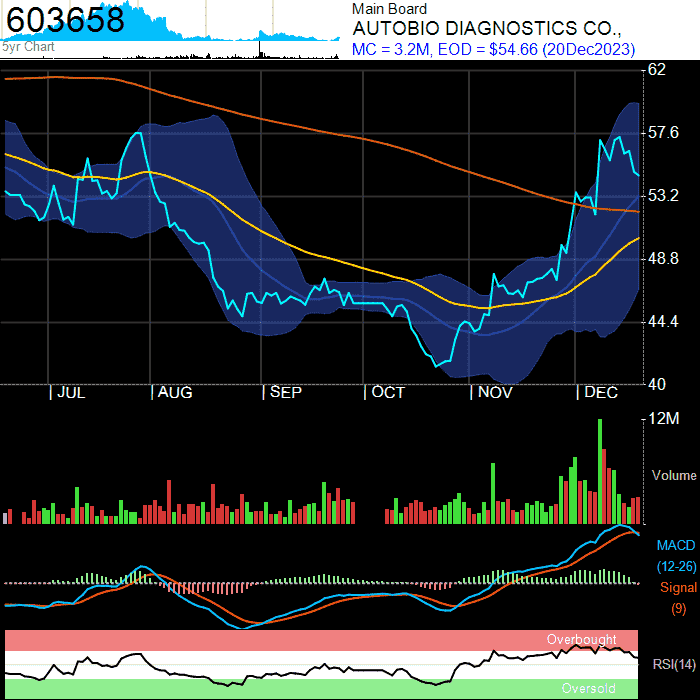 603658
5yr Chart
Main Board
AUTOBIO DIAGNOSTICS CO.,
MC = 3.2M, EOD = $54.66 (20Dec2023)
62
57.6
53.2
48.8
44.4
40
JUL AUG SEP OCT NOV DEC
12M
Volume
MACD
(12-26)
Signal
(9)
Overbought
RSI(14)
Oversold